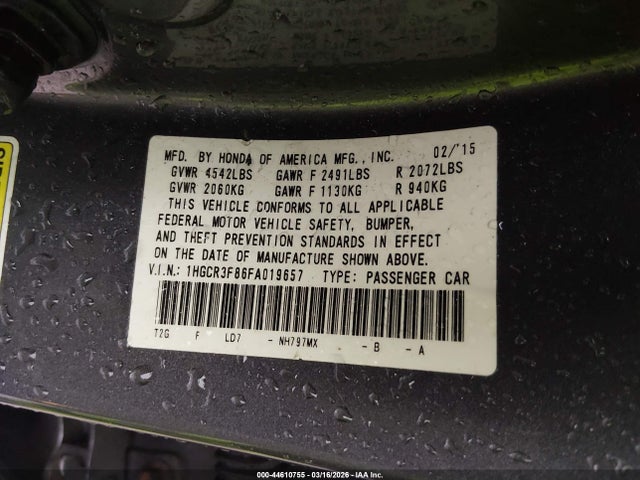 MFD. BY HONDA OF AMERICA MFG., INC. 02/'15
GVWR 4542LBS GAWR F 2491LBS R 2072LBS
GVWR 2060KG GAWR F 1130KG R 940KG
THIS VEHICLE CONFORMS TO ALL APPLICABLE
FEDERAL MOTOR VEHICLE SAFETY, BUMPER,
AND THEFT PREVENTION STANDARDS IN EFFECT
ON THE DATE OF MANUFACTURE SHOWN ABOVE.
V.I.N.: 1HGCR3F86FA019657 TYPE: PASSENGER CAR
T2G F LD7 - NH797MX - B - A
000-44610755 - 03/16/2026 - IAA Inc.